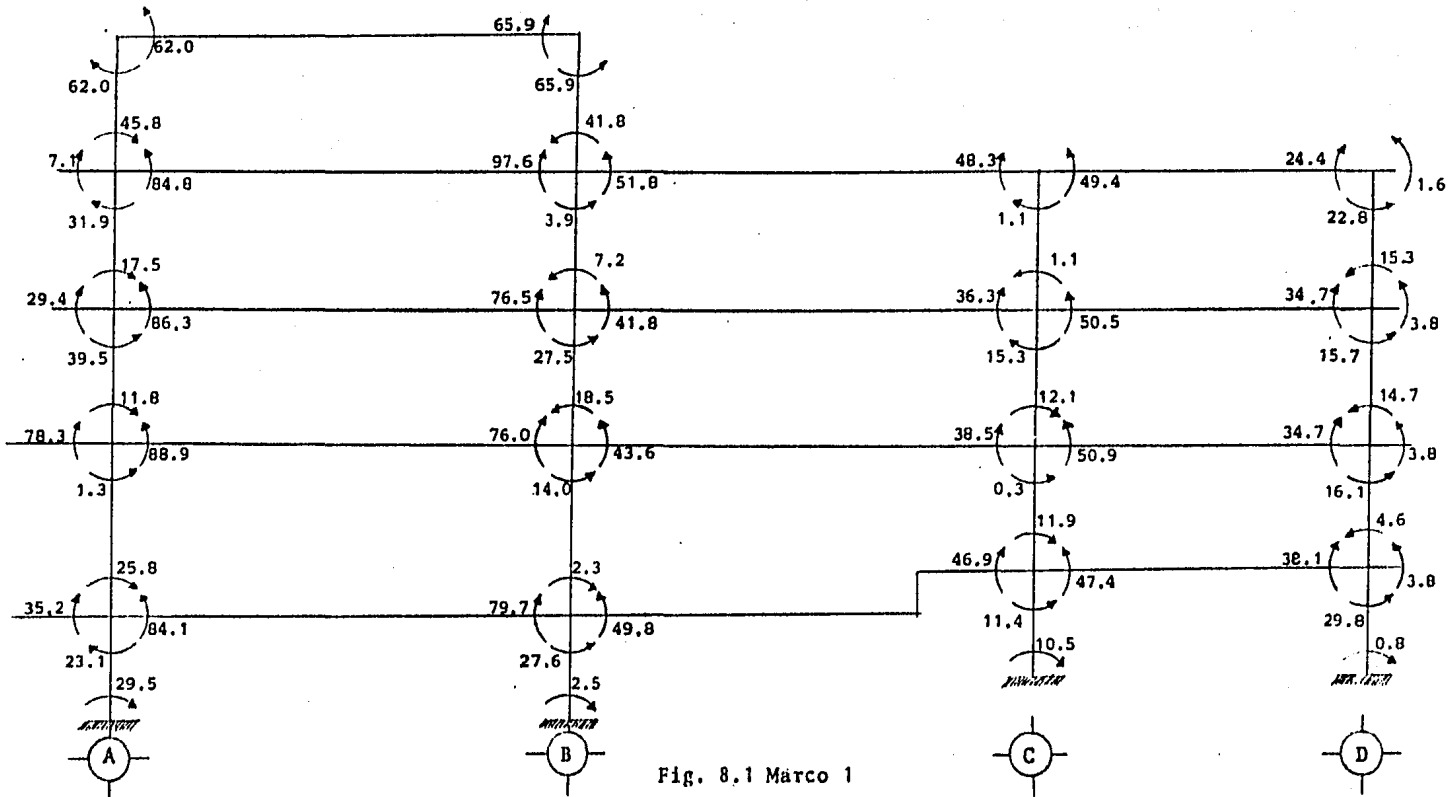 65.9
62.0
62.0 65.9
45.8 41.8
7.1 97.6 48.3 24.4
84.8 51.8 49.4 1.6
31.9 3.9 1.1 22.8
17.5 7.2 1.1 15.3
29.4 76.5 36.3 34.7
86.3 41.8 50.5 3.8
39.5 27.5 15.3 15.7
11.8 18.5 12.1 14.7
78.3 76.0 38.5 34.7
88.9 43.6 50.9 3.8
1.3 14.0 0.3 16.1
11.9 4.6
46.9 38.1
25.8 2.3 47.4 3.8
35.2 79.7
84.1 49.8 11.4 29.8
23.1 27.6 10.5 0.8
29.5 2.5
A B C D
Fig. 8.1 Marco 1